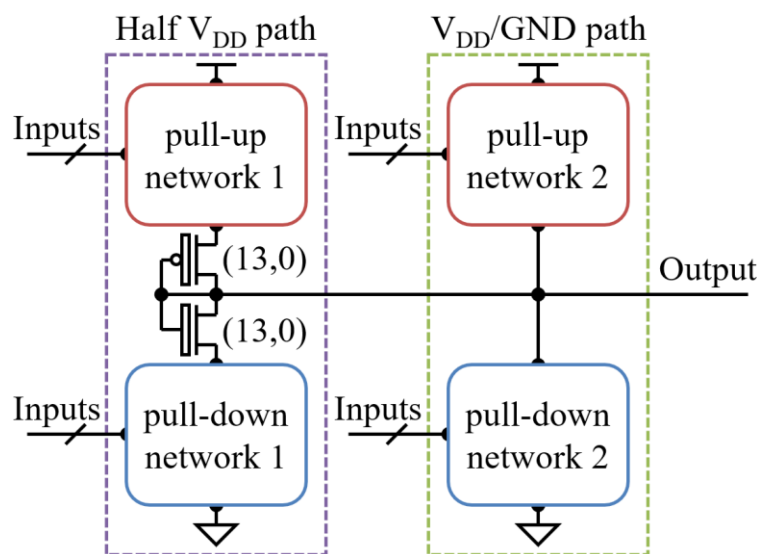 Half V_DD path
V_DD/GND path
Inputs
pull-up
network 1
Inputs
pull-up
network 2
(13,0)
Output
(13,0)
Inputs
pull-down
network 1
Inputs
pull-down
network 2